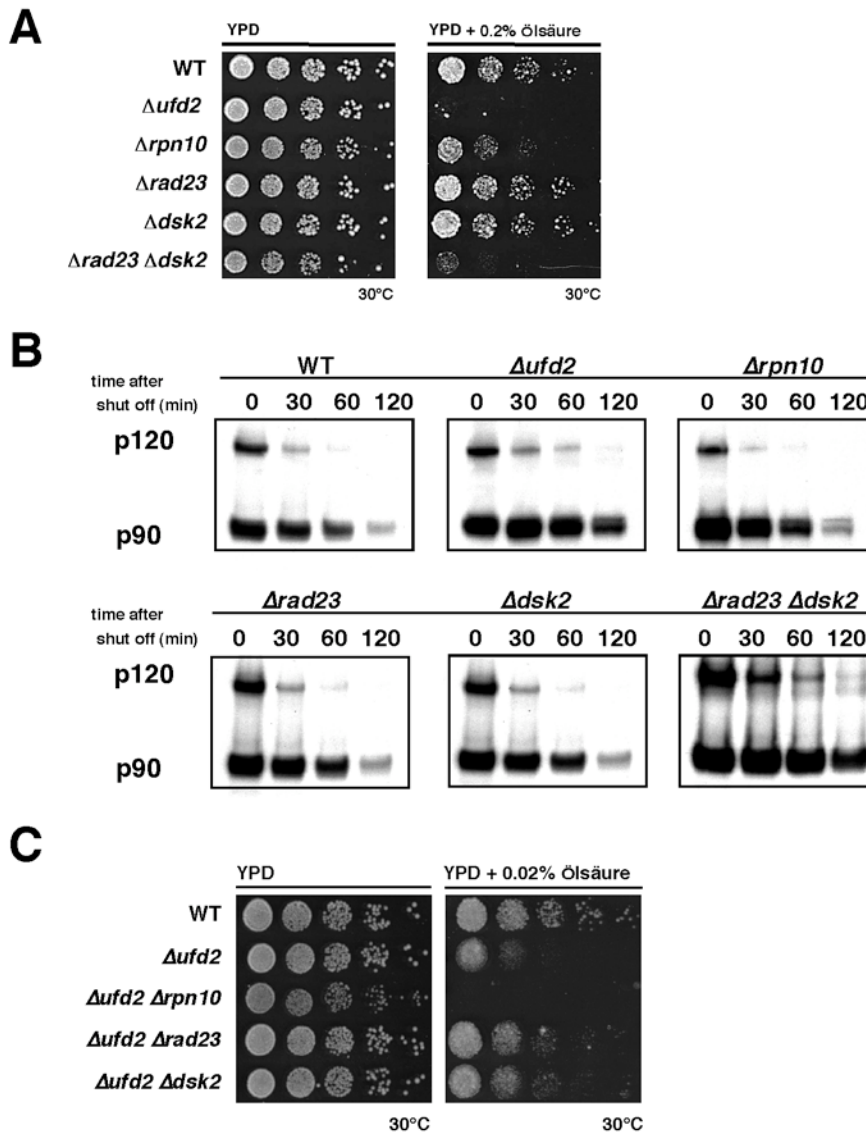 A
YPD
YPD + 0.2% Ölsäure
WT
Δufd2
Δrpn10
Δrad23
Δdsk2
Δrad23 Δdsk2
30°C
30°C
B
WT
Δufd2
Δrpn10
time after
shut off (min)
0 30 60 120
0 30 60 120
0 30 60 120
p120
p90
Δrad23
Δdsk2
Δrad23 Δdsk2
time after
shut off (min)
0 30 60 120
0 30 60 120
0 30 60 120
p120
p90
C
YPD
YPD + 0.02% Ölsäure
WT
Δufd2
Δufd2 Δrpn10
Δufd2 Δrad23
Δufd2 Δdsk2
30°C
30°C